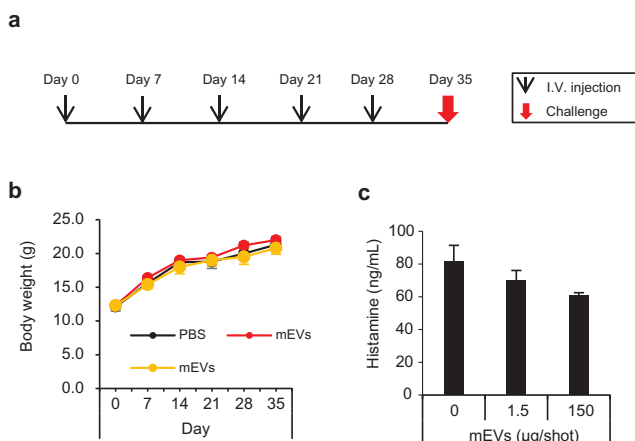 a
Day 0 Day 7 Day 14 Day 21 Day 28 Day 35
I.V. injection
Challenge
b
Body weight (g)
25.0
20.0
15.0
10.0
5.0
0.0
PBS mEVs
mEVs
0 7 14 21 28 35
Day
c
Histamine (ng/mL)
100
80
60
40
20
0
0 1.5 150
mEVs (µg/shot)